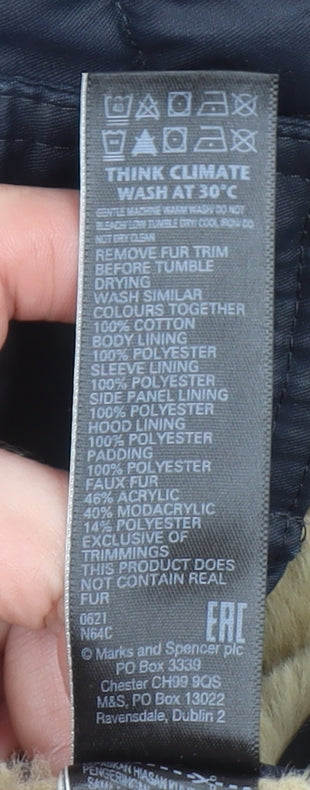 THINK CLIMATE
WASH AT 30°C
GENTLE MACHINE WARM WASH DO NOT
BLEACH LOW TUMBLE DRY COOL IRON DO
NOT DRY CLEAN
REMOVE FUR TRIM
BEFORE TUMBLE
DRYING
WASH SIMILAR
COLOURS TOGETHER
100% COTTON
BODY LINING
100% POLYESTER
SLEEVE LINING
100% POLYESTER
SIDE PANEL LINING
100% POLYESTER
HOOD LINING
100% POLYESTER
PADDING
100% POLYESTER
FAUX FUR
46% ACRYLIC
40% MODACRYLIC
14% POLYESTER
EXCLUSIVE OF
TRIMMINGS
THIS PRODUCT DOES
NOT CONTAIN REAL
FUR
0621
N64C
EAC
© Marks and Spencer plc
PO Box 3339
Chester CH99 9QS
M&S, PO Box 13022
Ravensdale, Dublin 2
HIASAN